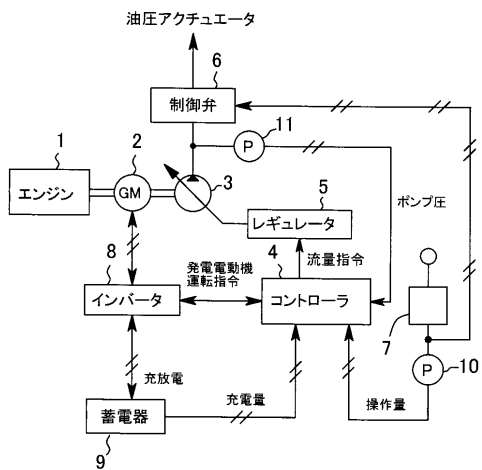 油圧アクチュエータ
6
制御弁
11
P
1
2
3
エンジン
GM
5
レギュレータ
ポンプ圧
4
流量指令
8
発電電動機
運転指令
インバータ
コントローラ
7
P
10
充放電
充電量
操作量
蓄電器
9